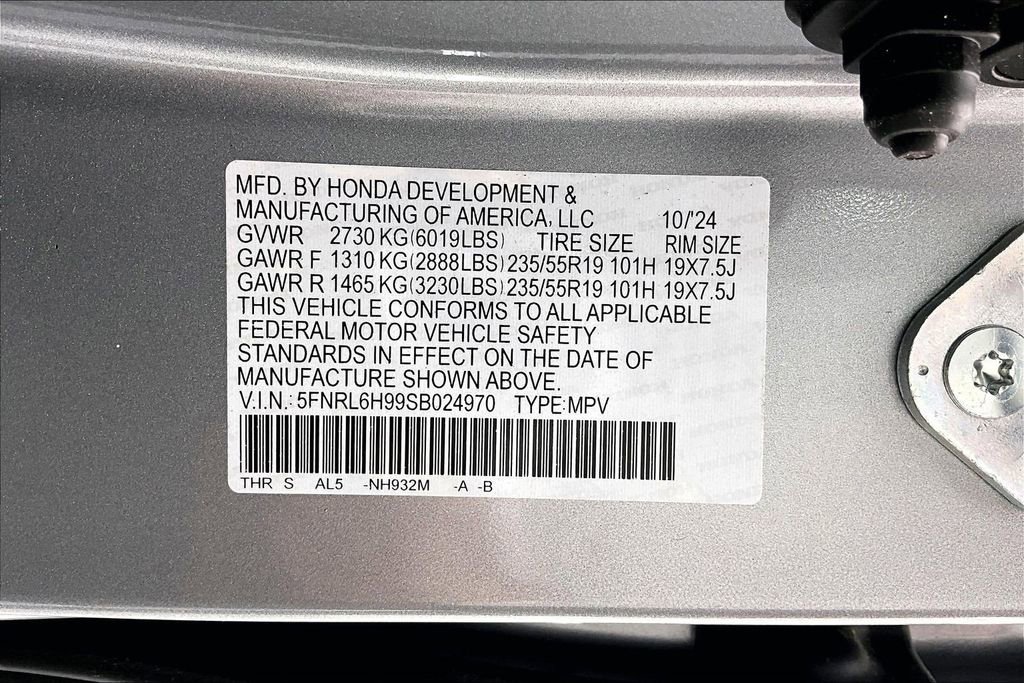 MFD. BY HONDA DEVELOPMENT &
MANUFACTURING OF AMERICA, LLC 10/'24
GVWR 2730 KG(6019LBS) TIRE SIZE RIM SIZE
GAWR F 1310 KG(2888LBS) 235/55R19 101H 19X7.5J
GAWR R 1465 KG(3230LBS) 235/55R19 101H 19X7.5J
THIS VEHICLE CONFORMS TO ALL APPLICABLE
FEDERAL MOTOR VEHICLE SAFETY
STANDARDS IN EFFECT ON THE DATE OF
MANUFACTURE SHOWN ABOVE.
V.I.N.: 5FNRL6H99SB024970 TYPE:MPV
THR S AL5 -NH932M -A -B